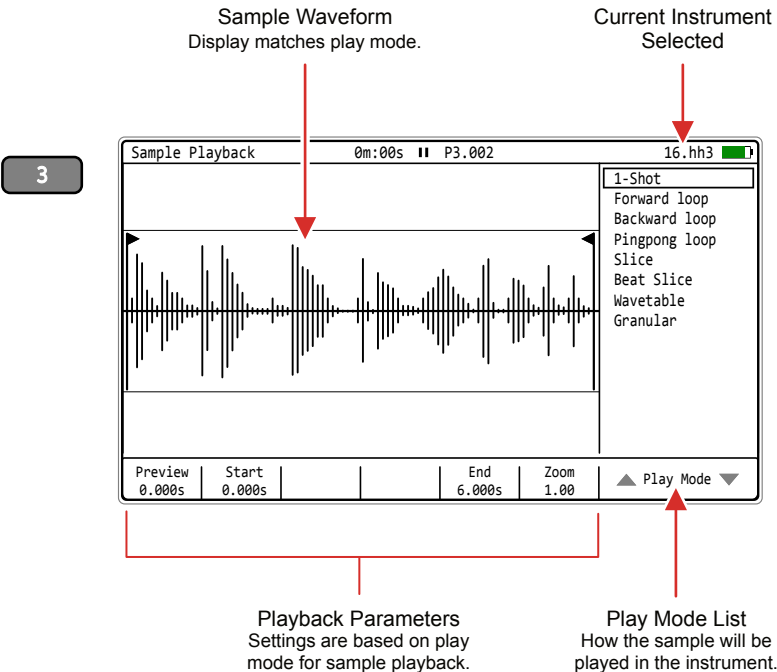 Sample Waveform
Display matches play mode.
Current Instrument
Selected
3
Sample Playback 0m:00s P3.002 16.hh3
1-Shot
Forward loop
Backward loop
Pingpong loop
Slice
Beat Slice
Wavetable
Granular
Preview Start End Zoom
0.000s 0.000s 6.000s 1.00
Play Mode
Playback Parameters
Settings are based on play
mode for sample playback.
Play Mode List
How the sample will be
played in the instrument.